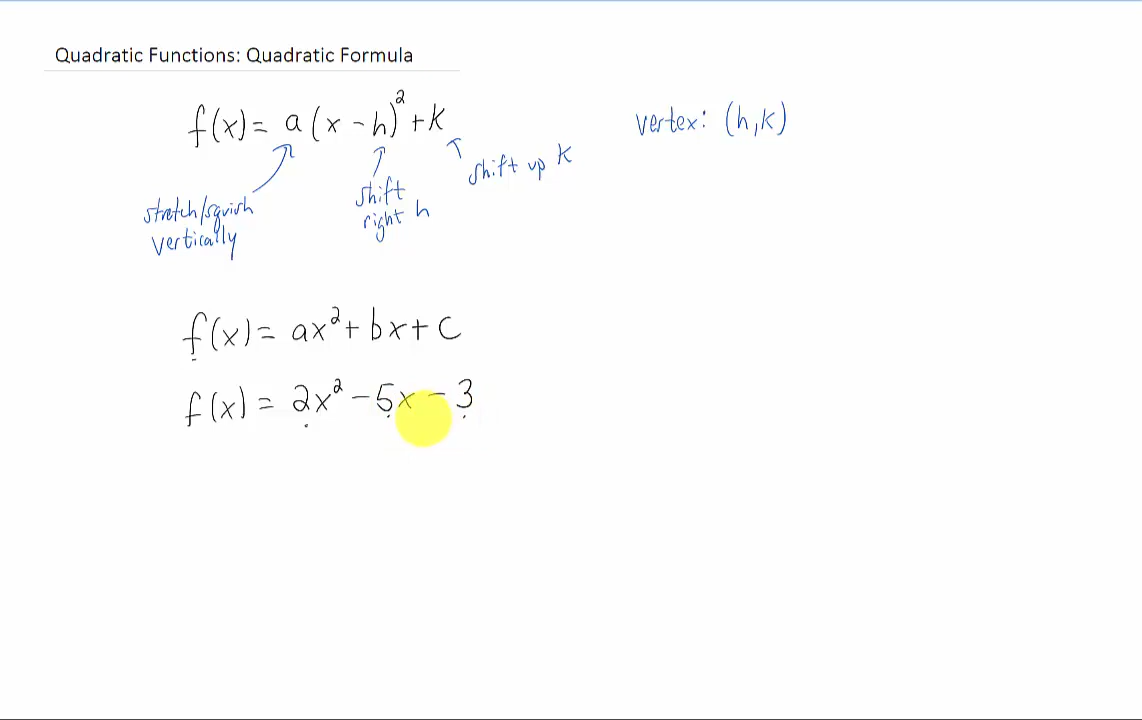 Quadratic Functions: Quadratic Formula
f(x) = a(x - h)² + k
vertex: (h,k)
shift up k
shift
right h
stretch/squish
vertically
f(x) = ax² + bx + c
f(x) = 2x² - 5x - 3